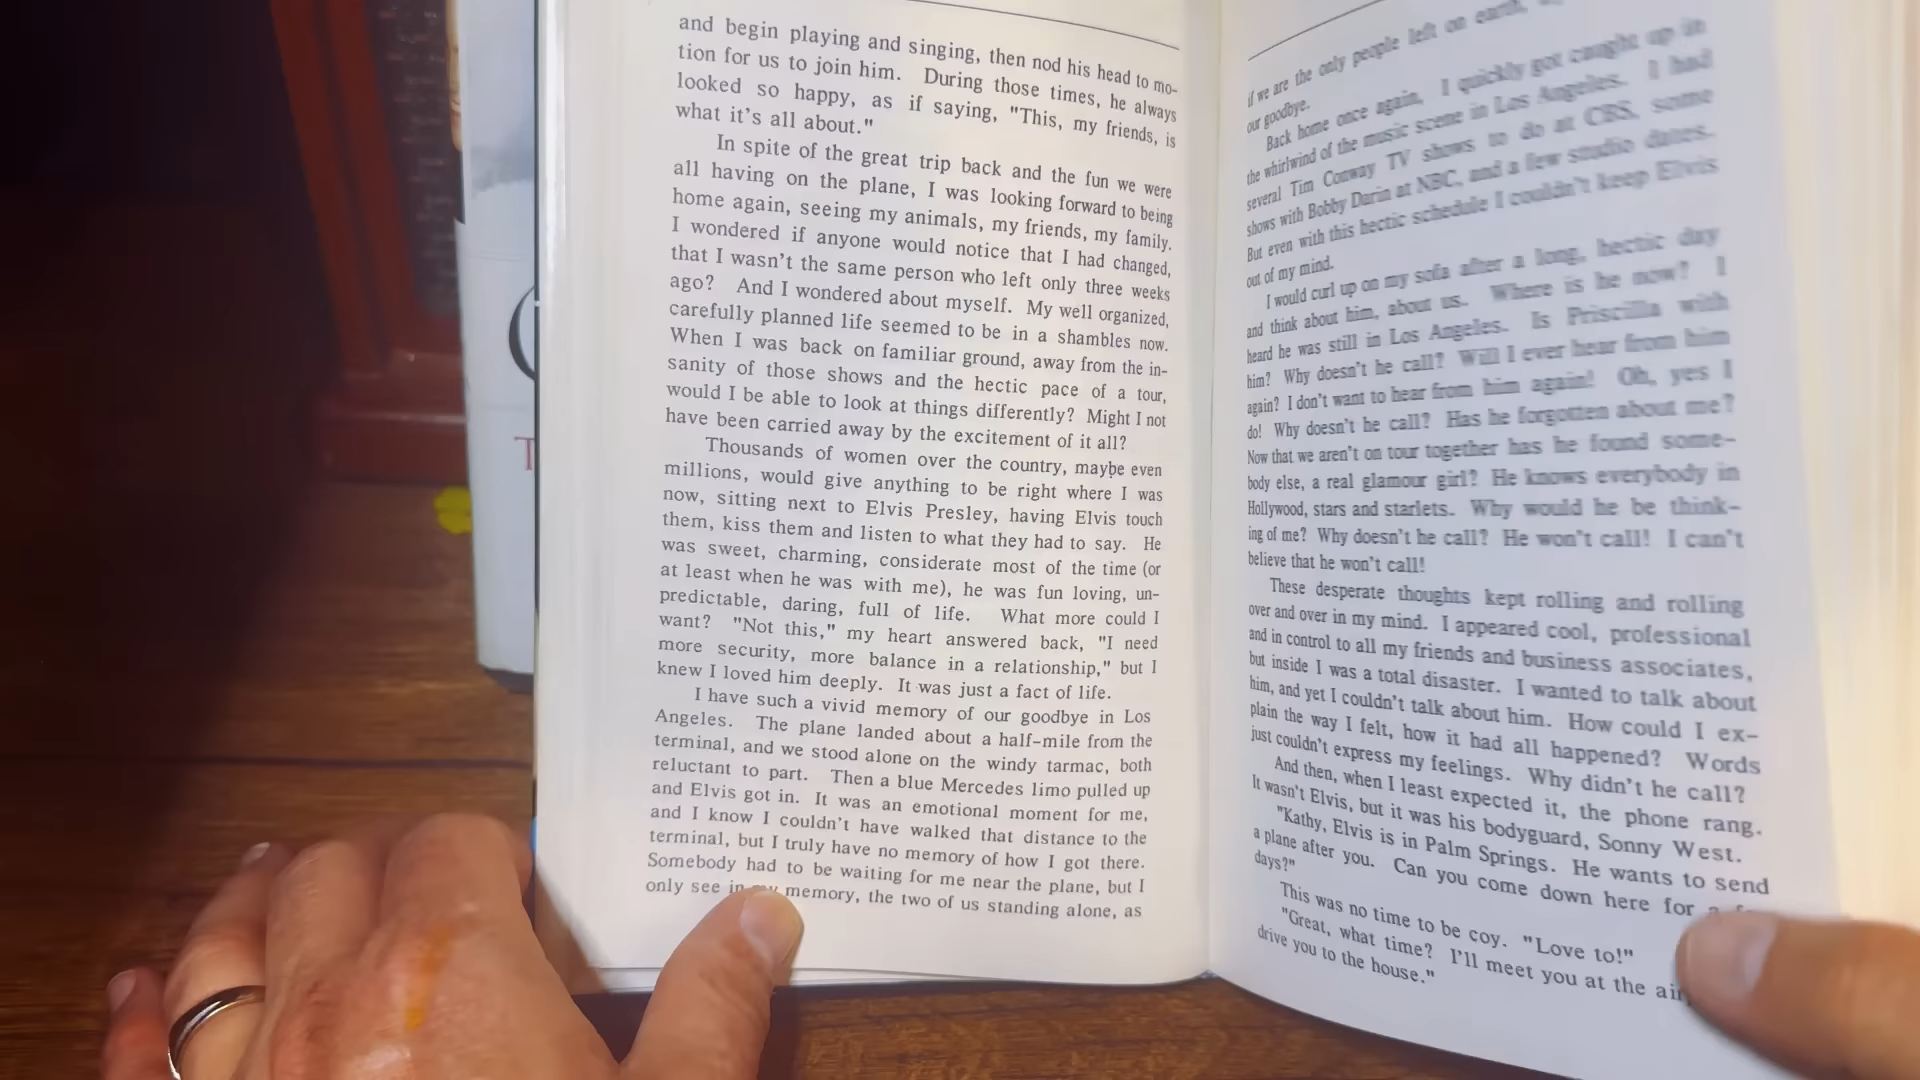 and begin playing and singing, then nod his head to mo-
tion for us to join him. During those times, he always
looked so happy, as if saying, "This, my friends, is
what it's all about."
In spite of the great trip back and the fun we were
all having on the plane, I was looking forward to being
home again, seeing my animals, my friends, my family.
I wondered if anyone would notice that I had changed,
that I wasn't the same person who left only three weeks
ago? And I wondered about myself. My well organized,
carefully planned life seemed to be in a shambles now.
When I was back on familiar ground, away from the in-
sanity of those shows and the hectic pace of a tour,
would I be able to look at things differently? Might I not
have been carried away by the excitement of it all?
Thousands of women over the country, maybe even
millions, would give anything to be right where I was
now, sitting next to Elvis Presley, having Elvis touch
them, kiss them and listen to what they had to say. He
was sweet, charming, considerate most of the time (or
at least when he was with me), he was fun loving, un-
predictable, daring, full of life. What more could I
want? "Not this," my heart answered back, "I need
more security, more balance in a relationship," but I
knew I loved him deeply. It was just a fact of life.
I have such a vivid memory of our goodbye in Los
Angeles. The plane landed about a half-mile from the
terminal, and we stood alone on the windy tarmac, both
reluctant to part. Then a blue Mercedes limo pulled up
and Elvis got in. It was an emotional moment for me,
and I know I couldn't have walked that distance to the
terminal, but I truly have no memory of how I got there.
Somebody had to be waiting for me near the plane, but I
only see in my memory, the two of us standing alone, as
if we are the only people left on earth,
our goodbye.
Back home once again, I quickly got caught up in
the whirlwind of the music scene in Los Angeles. I had
several Tim Conway TV shows to do at CBS, some
shows with Bobby Darin at NBC, and a few studio dates.
But even with this hectic schedule I couldn't keep Elvis
out of my mind.
I would curl up on my sofa after a long, hectic day
and think about him, about us. Where is he now? I
heard he was still in Los Angeles. Is Priscilla with
him? Why doesn't he call? Will I ever hear from him
again? I don't want to hear from him again! Oh, yes I
do! Why doesn't he call? Has he forgotten about me?
Now that we aren't on tour together has he found some-
body else, a real glamour girl? He knows everybody in
Hollywood, stars and starlets. Why would he be think-
ing of me? Why doesn't he call? He won't call! I can't
believe that he won't call!
These desperate thoughts kept rolling and rolling
over and over in my mind. I appeared cool, professional
and in control to all my friends and business associates,
but inside I was a total disaster. I wanted to talk about
him, and yet I couldn't talk about him. How could I ex-
plain the way I felt, how it had all happened? Words
just couldn't express my feelings. Why didn't he call?
And then, when I least expected it, the phone rang.
It wasn't Elvis, but it was his bodyguard, Sonny West.
"Kathy, Elvis is in Palm Springs. He wants to send
a plane after you. Can you come down here for a
days?"
This was no time to be coy. "Love to!"
"Great, what time? I'll meet you at the
drive you to the house."